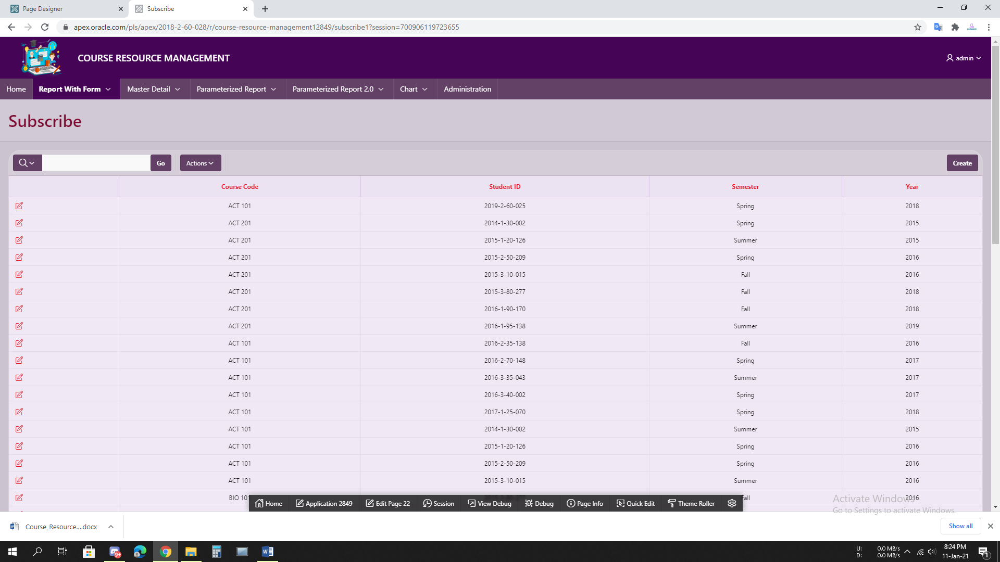 Page Designer
Subscribe
apex.oracle.com/pls/apex/2018-2-60-028/r/course-resource-management12849/subscribe1?session=700906119723655
COURSE RESOURCE MANAGEMENT
admin
Home Report With Form Master Detail Parameterized Report Parameterized Report 2.0 Chart Administration
Subscribe
Go Actions Create
Course Code Student ID Semester Year
ACT 101 2019-2-60-025 Spring 2018
ACT 201 2014-1-30-002 Spring 2015
ACT 201 2015-1-20-126 Summer 2015
ACT 201 2015-2-50-209 Spring 2016
ACT 201 2015-3-10-015 Fall 2016
ACT 201 2015-3-80-277 Fall 2018
ACT 201 2016-1-90-170 Fall 2018
ACT 201 2016-1-95-138 Summer 2019
ACT 101 2016-2-35-138 Fall 2016
ACT 101 2016-2-70-148 Spring 2017
ACT 101 2016-3-35-043 Summer 2017
ACT 101 2016-3-40-002 Spring 2017
ACT 101 2017-1-25-070 Spring 2018
ACT 101 2014-1-30-002 Summer 2015
ACT 101 2015-1-20-126 Spring 2016
ACT 101 2015-2-50-209 Spring 2016
ACT 101 2015-3-10-015 Summer 2016
BIO 101 Fall 2016
Home Application 2849 Edit Page 22 Session View Debug Debug Page Info Quick Edit Theme Roller
Activate Windows
Go to Settings to activate Windows.
Course_Resource....docx Show all
9+
U: 0.0 MB/s
D: 0.0 MB/s
8:24 PM
11-Jan-21
1